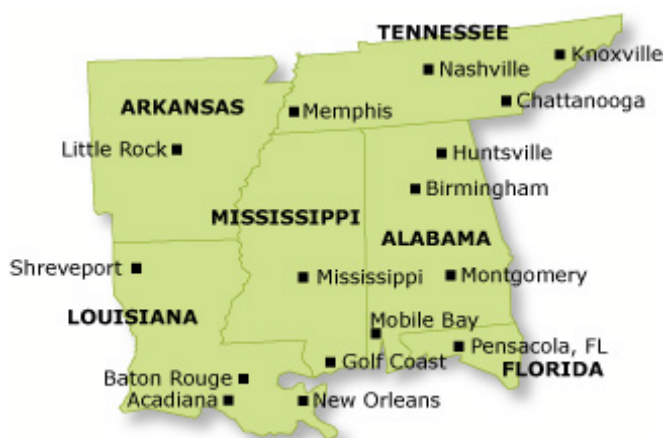 TENNESSEE
Knoxville
Nashville
ARKANSAS
Memphis
Chattanooga
Little Rock
Huntsville
Birmingham
MISSISSIPPI
ALABAMA
Shreveport
Mississippi
Montgomery
LOUISIANA
Mobile Bay
Golf Coast
Pensacola, FL
FLORIDA
Baton Rouge
Acadiana
New Orleans